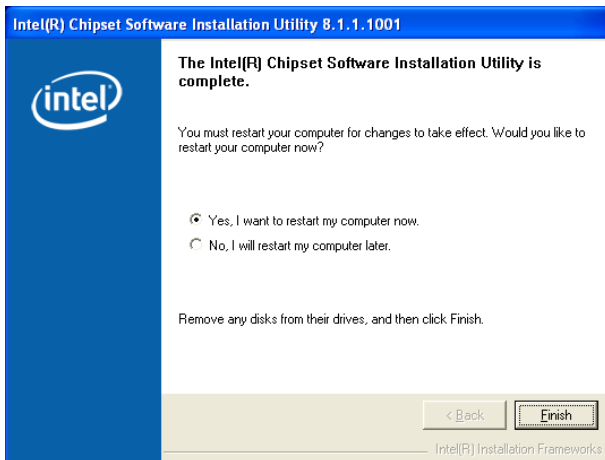 Intel(R) Chipset Software Installation Utility 8.1.1.1001
intel
The Intel(R) Chipset Software Installation Utility is
complete.
You must restart your computer for changes to take effect. Would you like to
restart your computer now?
Yes, I want to restart my computer now.
No, I will restart my computer later.
Remove any disks from their drives, and then click Finish.
< Back
Finish
Intel(R) Installation Frameworks